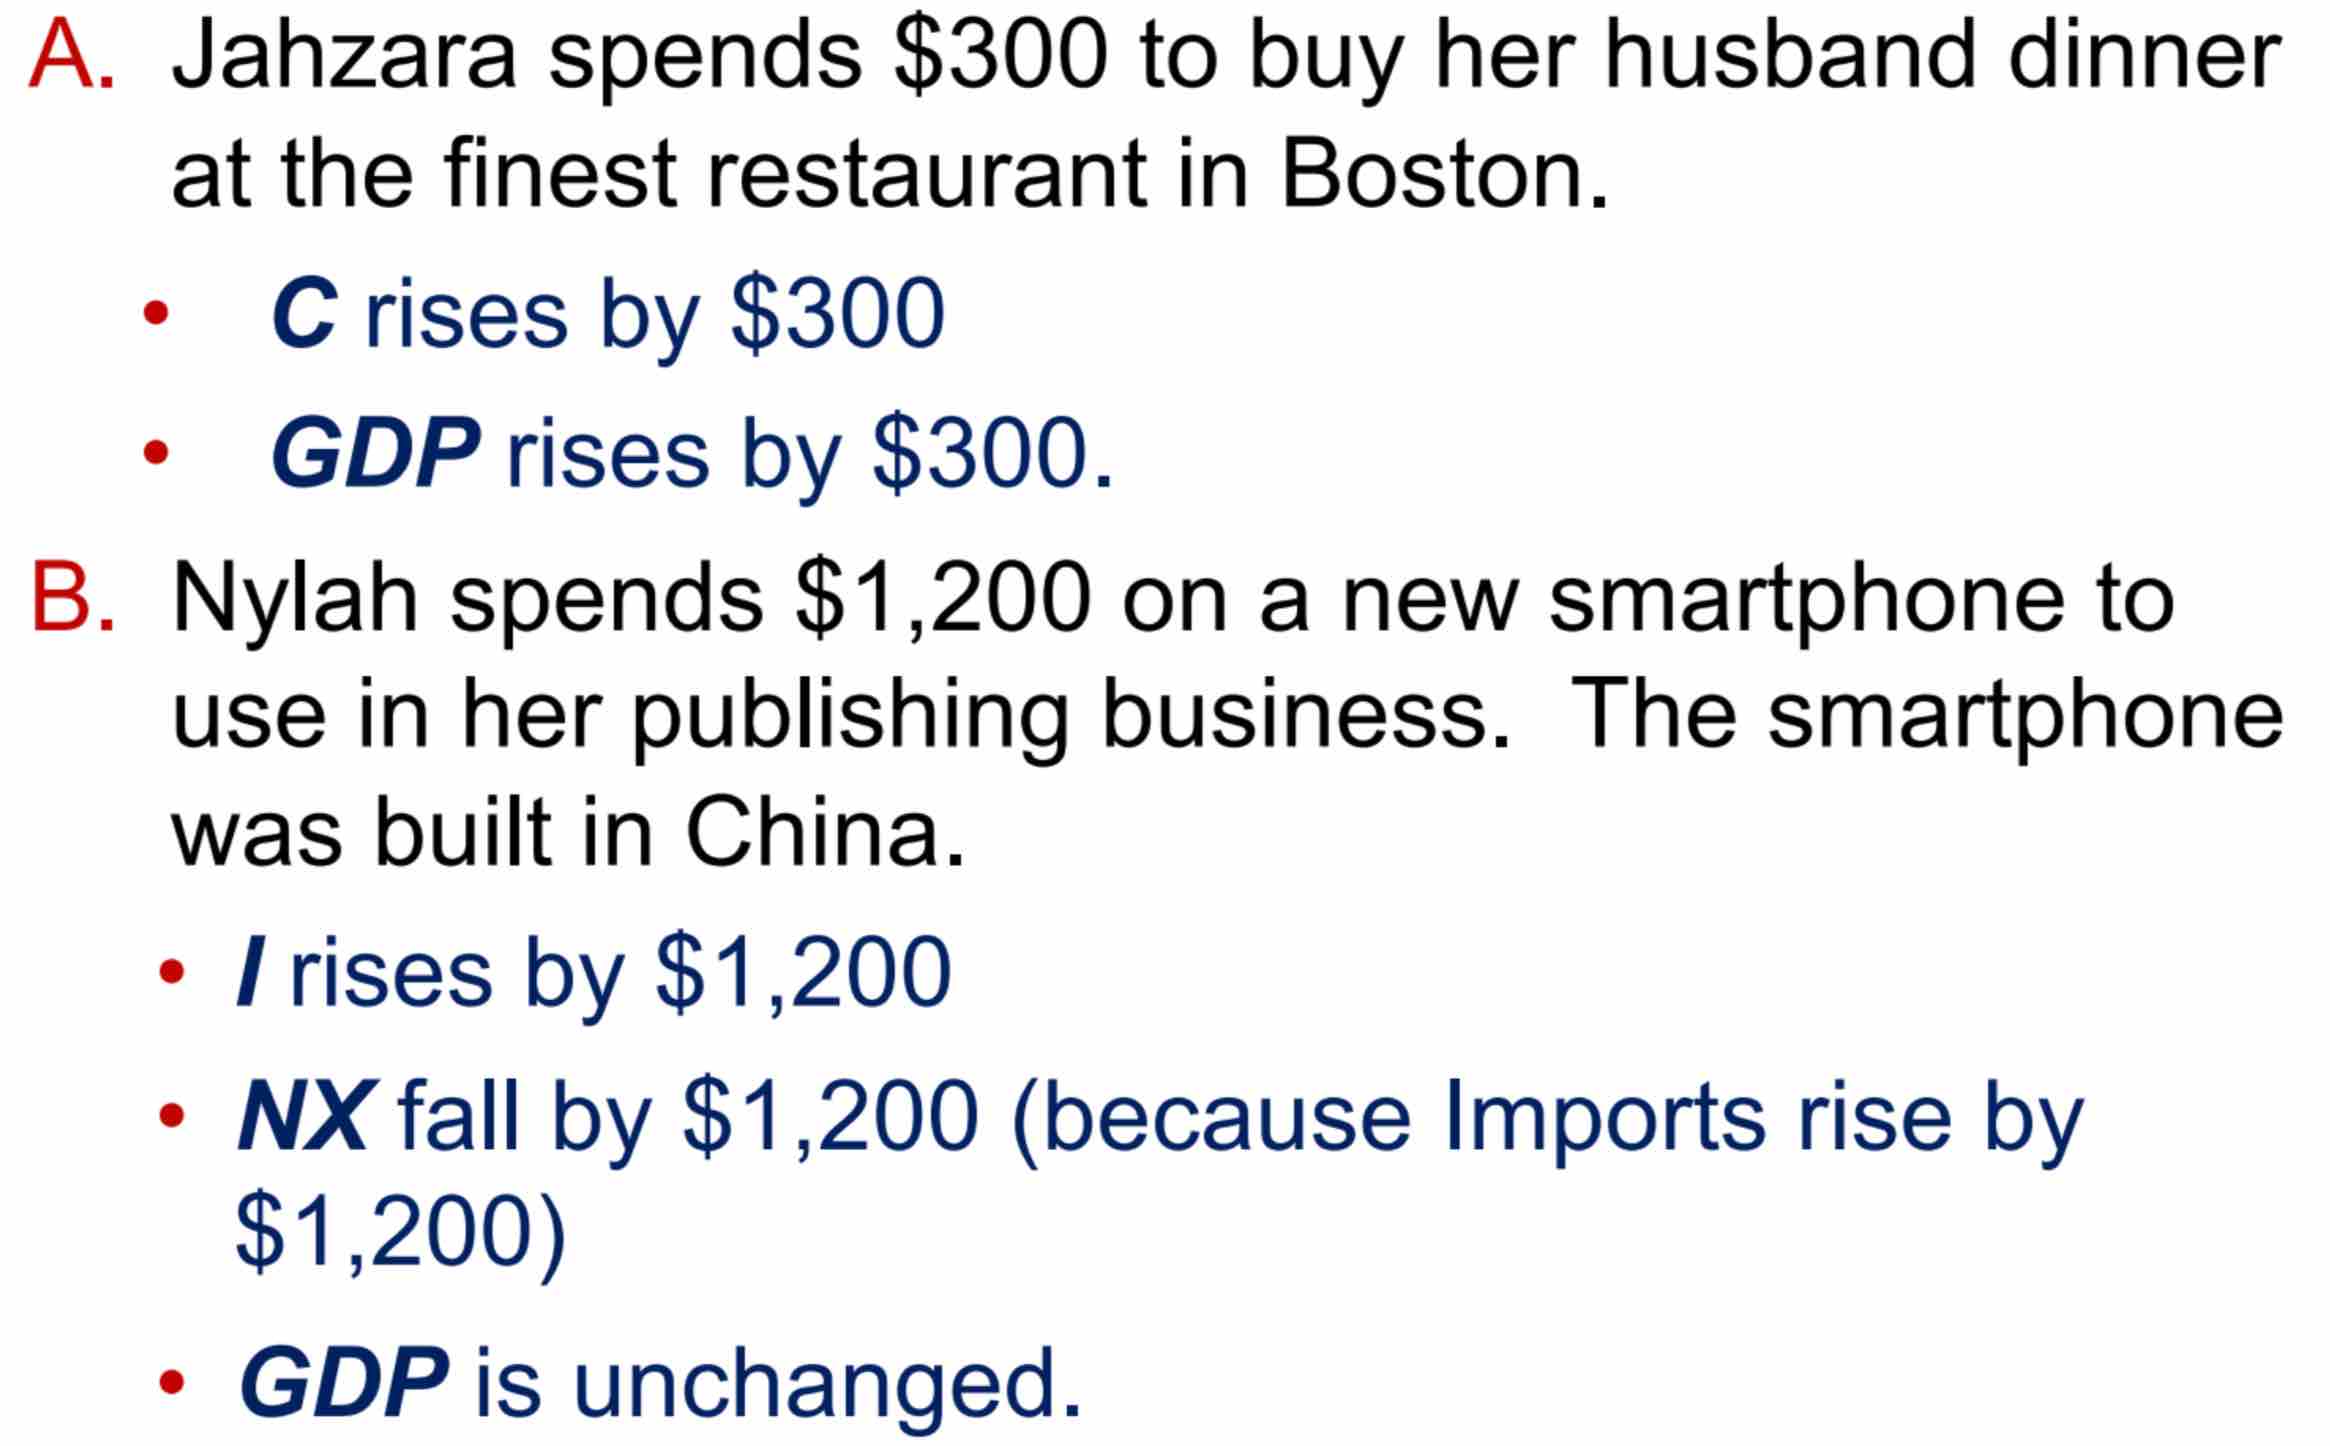 A. Jahzara spends $300 to buy her husband dinner
at the finest restaurant in Boston.
• C rises by $300
• GDP rises by $300.
B. Nylah spends $1,200 on a new smartphone to
use in her publishing business. The smartphone
was built in China.
• I rises by $1,200
• NX fall by $1,200 (because Imports rise by
$1,200)
• GDP is unchanged.